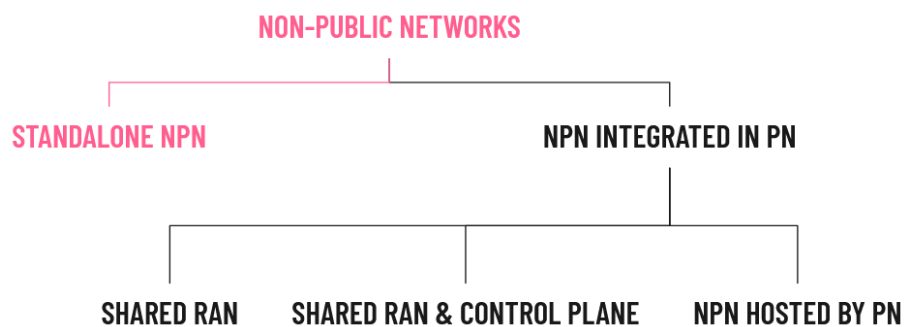 NON-PUBLIC NETWORKS
STANDALONE NPN
NPN INTEGRATED IN PN
SHARED RAN
SHARED RAN & CONTROL PLANE
NPN HOSTED BY PN